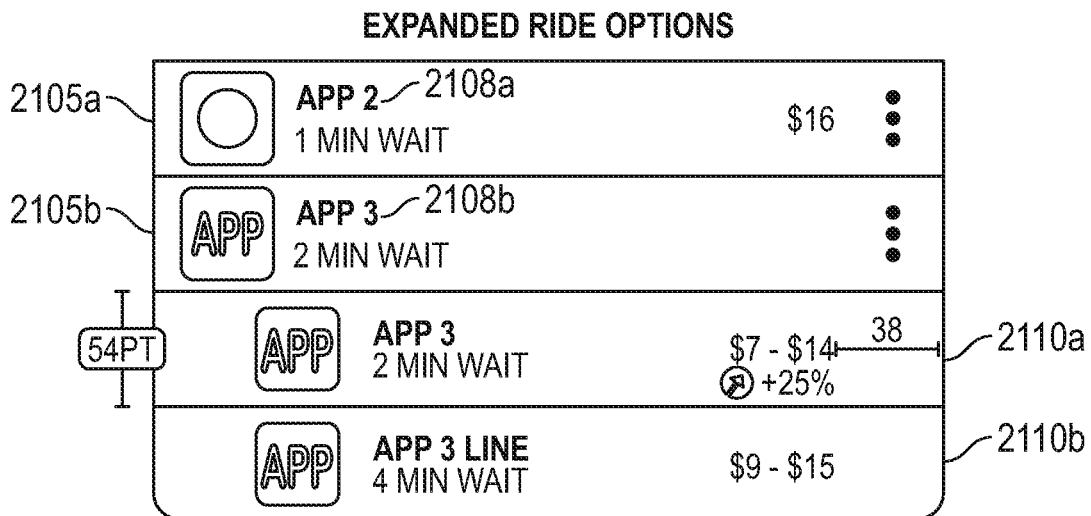 EXPANDED RIDE OPTIONS
2105a
APP 2
2108a
1 MIN WAIT
$16
2105b
APP
APP 3
2108b
2 MIN WAIT
54PT
APP
APP 3
2 MIN WAIT
$7 - $14
38
+25%
2110a
APP
APP 3 LINE
4 MIN WAIT
$9 - $15
2110b